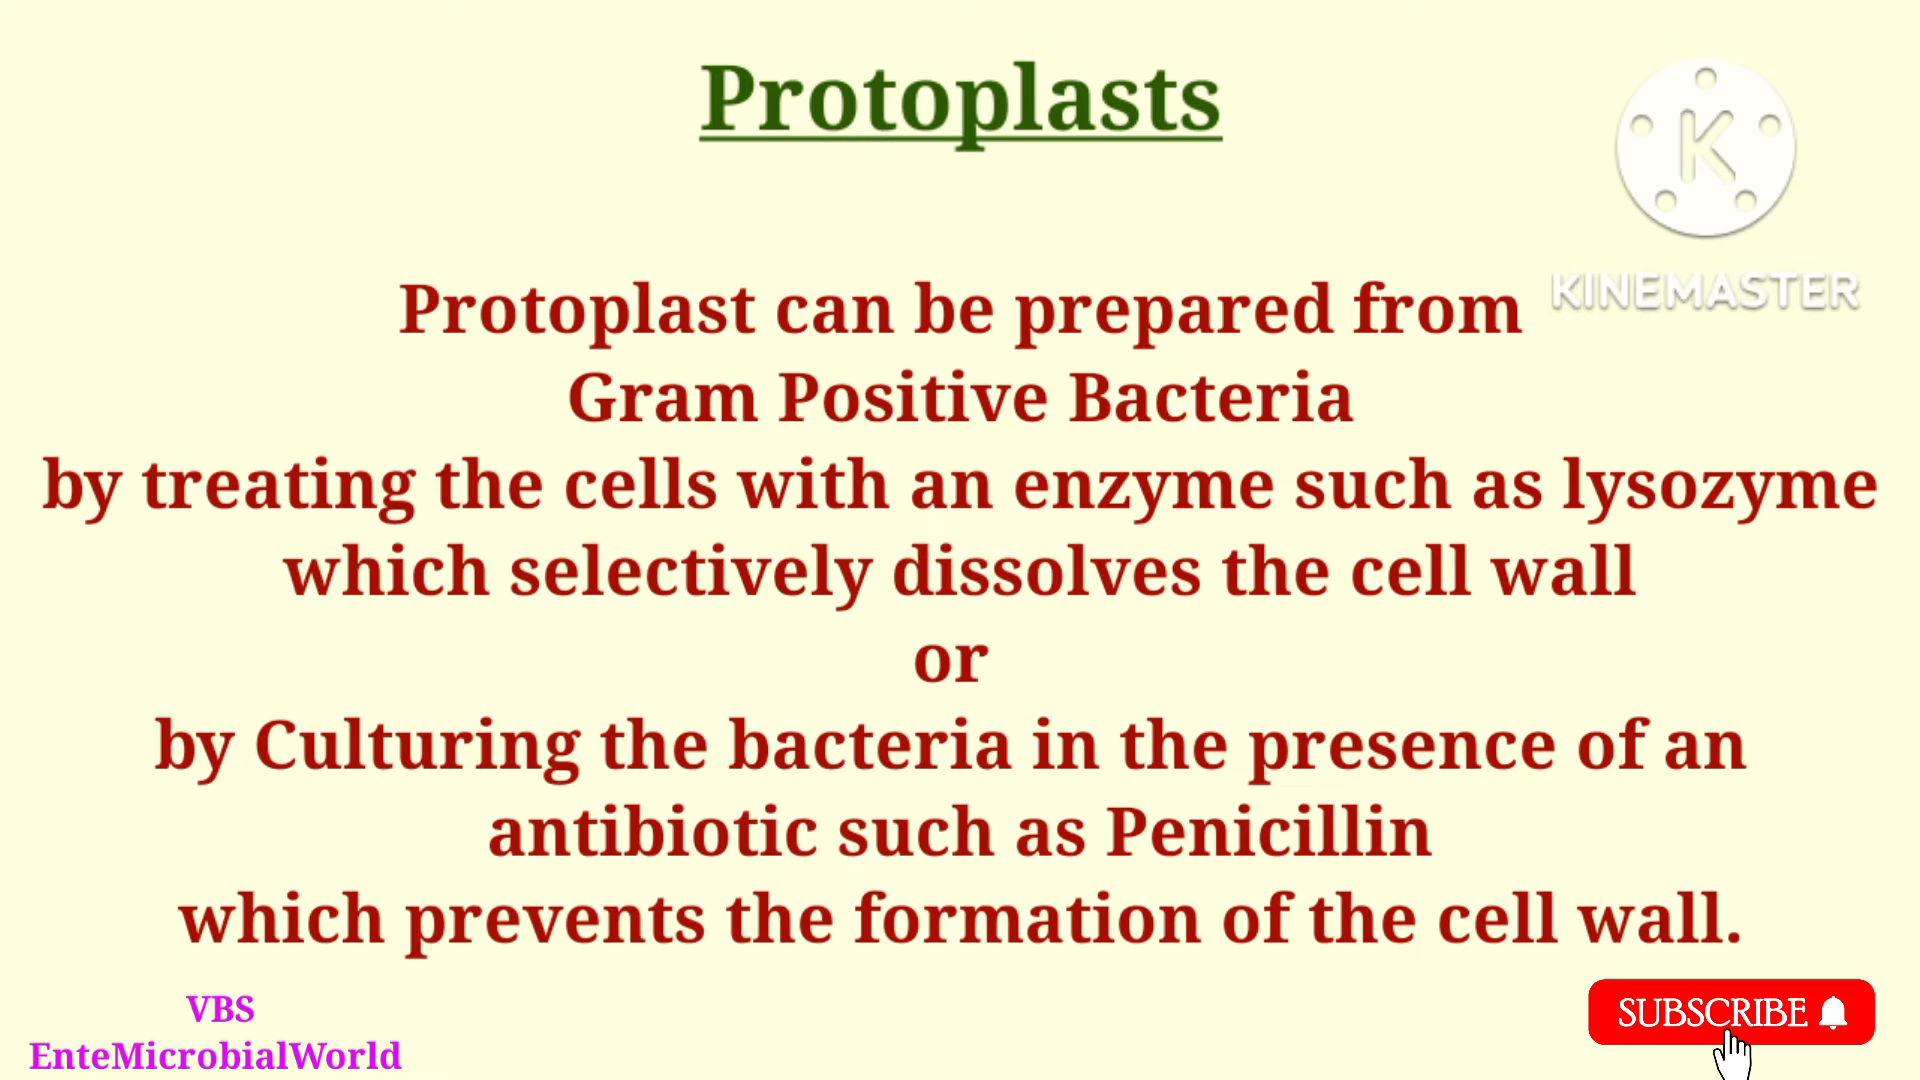 Protoplasts
KINEMASTER
Protoplast can be prepared from
Gram Positive Bacteria
by treating the cells with an enzyme such as lysozyme
which selectively dissolves the cell wall
or
by Culturing the bacteria in the presence of an
antibiotic such as Penicillin
which prevents the formation of the cell wall.
VBS
EnteMicrobialWorld
SUBSCRIBE